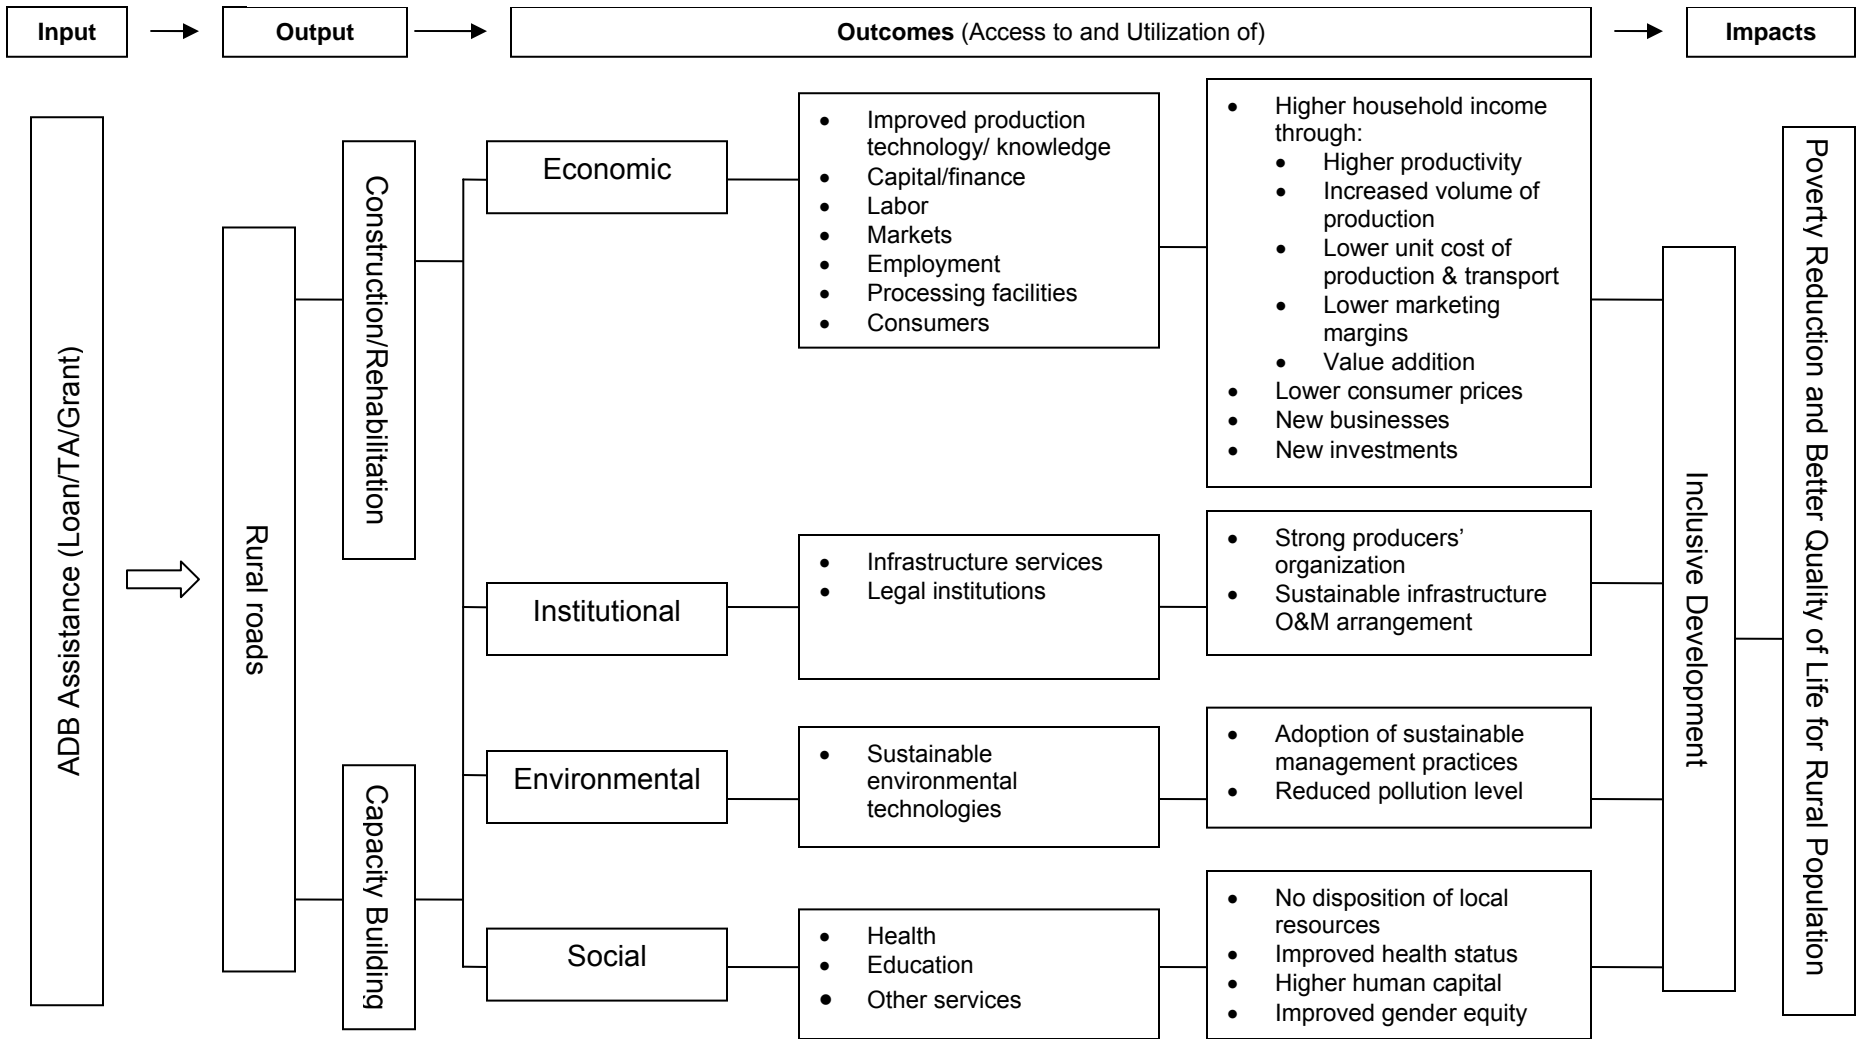 Input
Output
Outcomes (Access to and Utilization of)
Impacts
ADB Assistance (Loan/TA/Grant)
Rural roads
Construction/Rehabilitation
Capacity Building
Economic
• Improved production
technology/ knowledge
• Capital/finance
• Labor
• Markets
• Employment
• Processing facilities
• Consumers
• Higher household income
through:
• Higher productivity
• Increased volume of
production
• Lower unit cost of
production & transport
• Lower marketing
margins
• Value addition
• Lower consumer prices
• New businesses
• New investments
Institutional
• Infrastructure services
• Legal institutions
• Strong producers’
organization
• Sustainable infrastructure
O&M arrangement
Environmental
• Sustainable
environmental
technologies
• Adoption of sustainable
management practices
• Reduced pollution level
Social
• Health
• Education
• Other services
• No disposition of local
resources
• Improved health status
• Higher human capital
• Improved gender equity
Inclusive Development
Poverty Reduction and Better Quality of Life for Rural Population